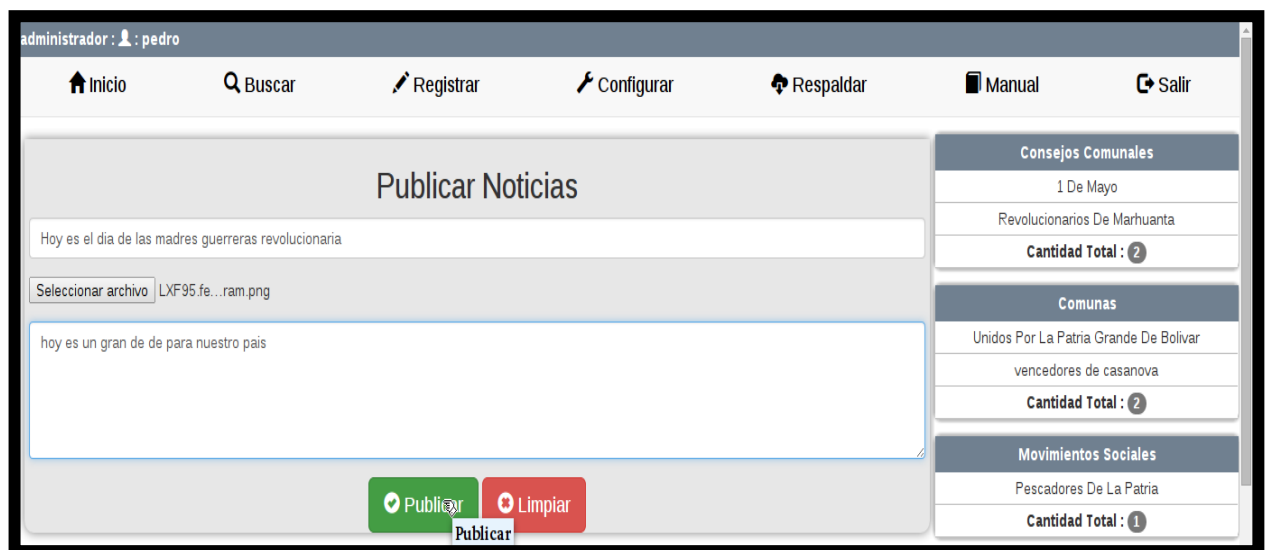 administrador : : pedro
Inicio Buscar Registrar Configurar Respaldar Manual Salir
Publicar Noticias
Hoy es el dia de las madres guerreras revolucionaria
Seleccionar archivo LXF95.fe...ram.png
hoy es un gran de de para nuestro pais
Publicar Limpiar
Publicar
Consejos Comunales
1 De Mayo
Revolucionarios De Marhuanta
Cantidad Total : 2
Comunas
Unidos Por La Patria Grande De Bolivar
vencedores de casanova
Cantidad Total : 2
Movimientos Sociales
Pescadores De La Patria
Cantidad Total : 1